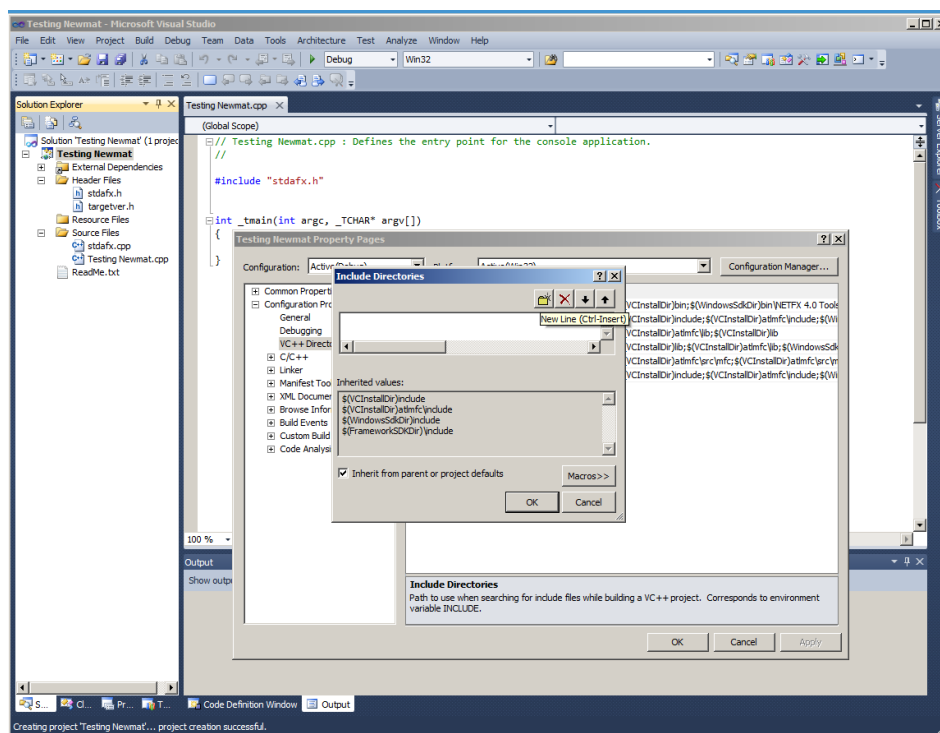 Testing Newmat - Microsoft Visual Studio
File Edit View Project Build Debug Team Data Tools Architecture Test Analyze Window Help
Debug Win32
Solution Explorer
Testing Newmat.cpp
(Global Scope)
Solution 'Testing Newmat' (1 projec
Testing Newmat
External Dependencies
Header Files
stdafx.h
targetver.h
Resource Files
Source Files
stdafx.cpp
Testing Newmat.cpp
ReadMe.txt
// Testing Newmat.cpp : Defines the entry point for the console application.
//
#include "stdafx.h"
int _tmain(int argc, _TCHAR* argv[])
{
}
Testing Newmat Property Pages
Configuration:
Configuration Manager...
Common Properti
Configuration Pro
General
Debugging
VC++ Directo
C/C++
Linker
Manifest Tool
XML Documen
Browse Infor
Build Events
Custom Build
Code Analysi
Include Directories
New Line (Ctrl-Insert)
Inherited values:
$(VCInstallDir)include
$(VCInstallDir)atlmfc\include
$(WindowsSdkDir)include
$(FrameworkSDKDir)\include
Inherit from parent or project defaults
Macros>>
OK Cancel
VCInstallDir)bin;$(WindowsSdkDir)bin\NETFX 4.0 Tools
VCInstallDir)include;$(VCInstallDir)atlmfc\include;$(Wi
VCInstallDir)atlmfc\lib;$(VCInstallDir)lib
VCInstallDir)lib;$(VCInstallDir)atlmfc\lib;$(WindowsSdk
VCInstallDir)atlmfc\src\mfc;$(VCInstallDir)atlmfc\src\m
VCInstallDir)include;$(VCInstallDir)atlmfc\include;$(Wi
Include Directories
Path to use when searching for include files while building a VC++ project. Corresponds to environment
variable INCLUDE.
OK Cancel Apply
100 %
Output
Show outpu
S... Cl... Pr... T...
Code Definition Window Output
Creating project 'Testing Newmat'... project creation successful.
Server Explorer
Toolbox